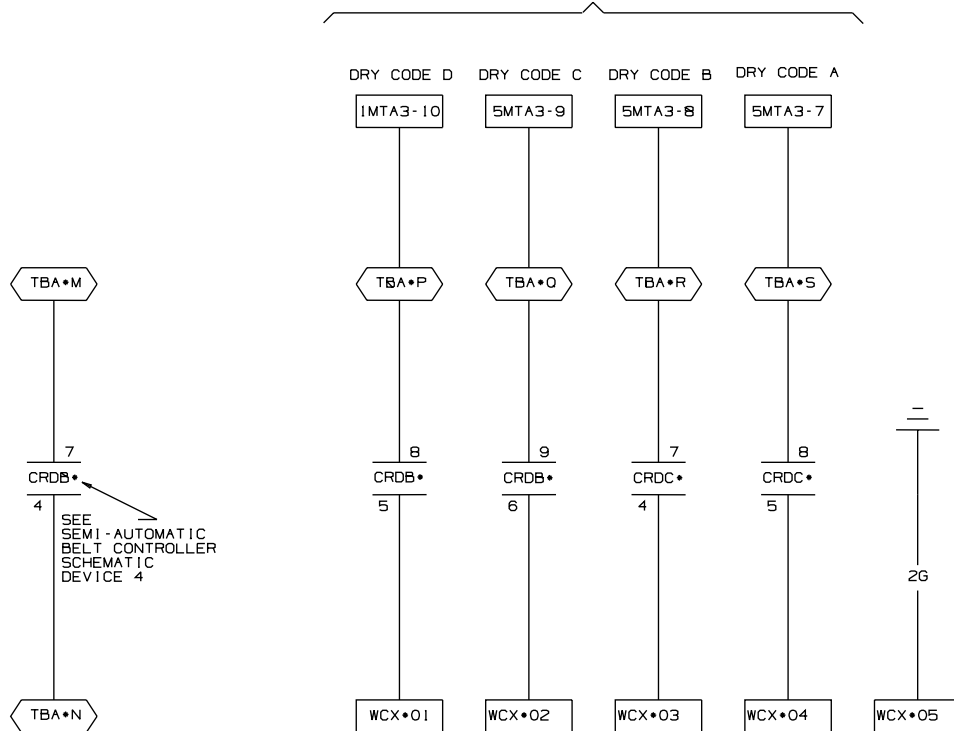 DRY CODE D DRY CODE C DRY CODE B DRY CODE A
1MTA3-10 5MTA3-9 5MTA3-8 5MTA3-7
TBA*M TBA*P TBA*Q TBA*R TBA*S
7 8 9 7 8
CRDB* CRDB* CRDB* CRDC* CRDC*
4 5 6 4 5
SEE
SEMI-AUTOMATIC
BELT CONTROLLER
SCHEMATIC
DEVICE 4
2G
TBA*N WCX*01 WCX*02 WCX*03 WCX*04 WCX*05